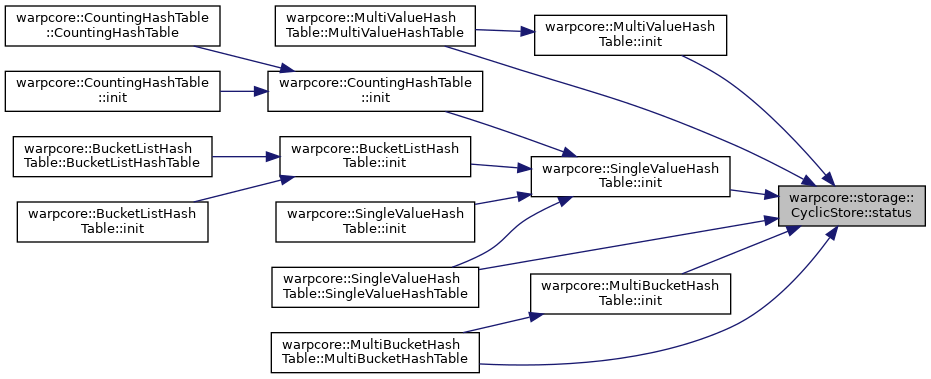 warpcore::CountingHashTable
::CountingHashTable
warpcore::MultiValueHash
Table::MultiValueHashTable
warpcore::MultiValueHash
Table::init
warpcore::CountingHashTable
::init
warpcore::CountingHashTable
::init
warpcore::BucketListHash
Table::BucketListHashTable
warpcore::BucketListHash
Table::init
warpcore::SingleValueHash
Table::init
warpcore::storage::
CyclicStore::status
warpcore::BucketListHash
Table::init
warpcore::SingleValueHash
Table::init
warpcore::SingleValueHash
Table::SingleValueHashTable
warpcore::MultiBucketHash
Table::init
warpcore::MultiBucketHash
Table::MultiBucketHashTable